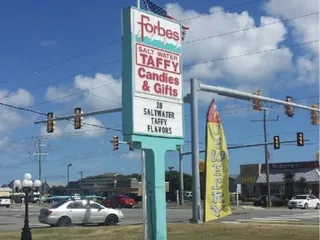 Forbes
SALT WATER
TAFFY
Candies
& Gifts
28
SALTWATER
TAFFY
FLAVORS